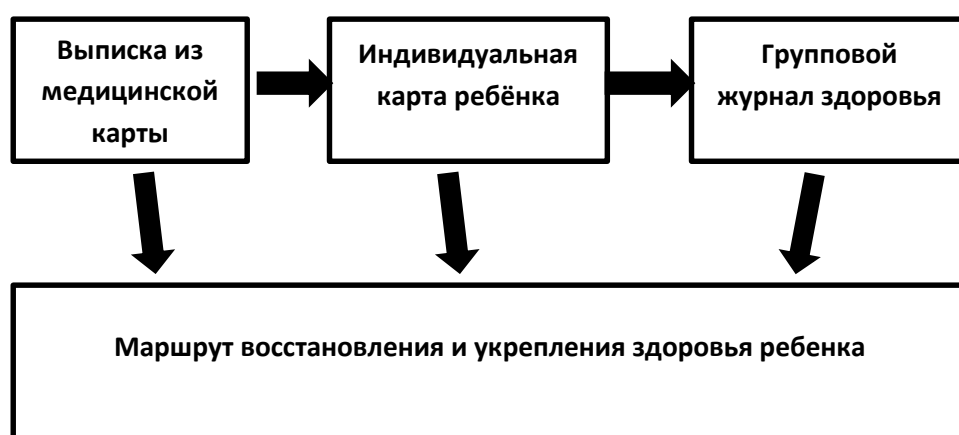 Выписка из
медицинской
карты
Индивидуальная
карта ребёнка
Групповой
журнал здоровья
Маршрут восстановления и укрепления здоровья ребенка